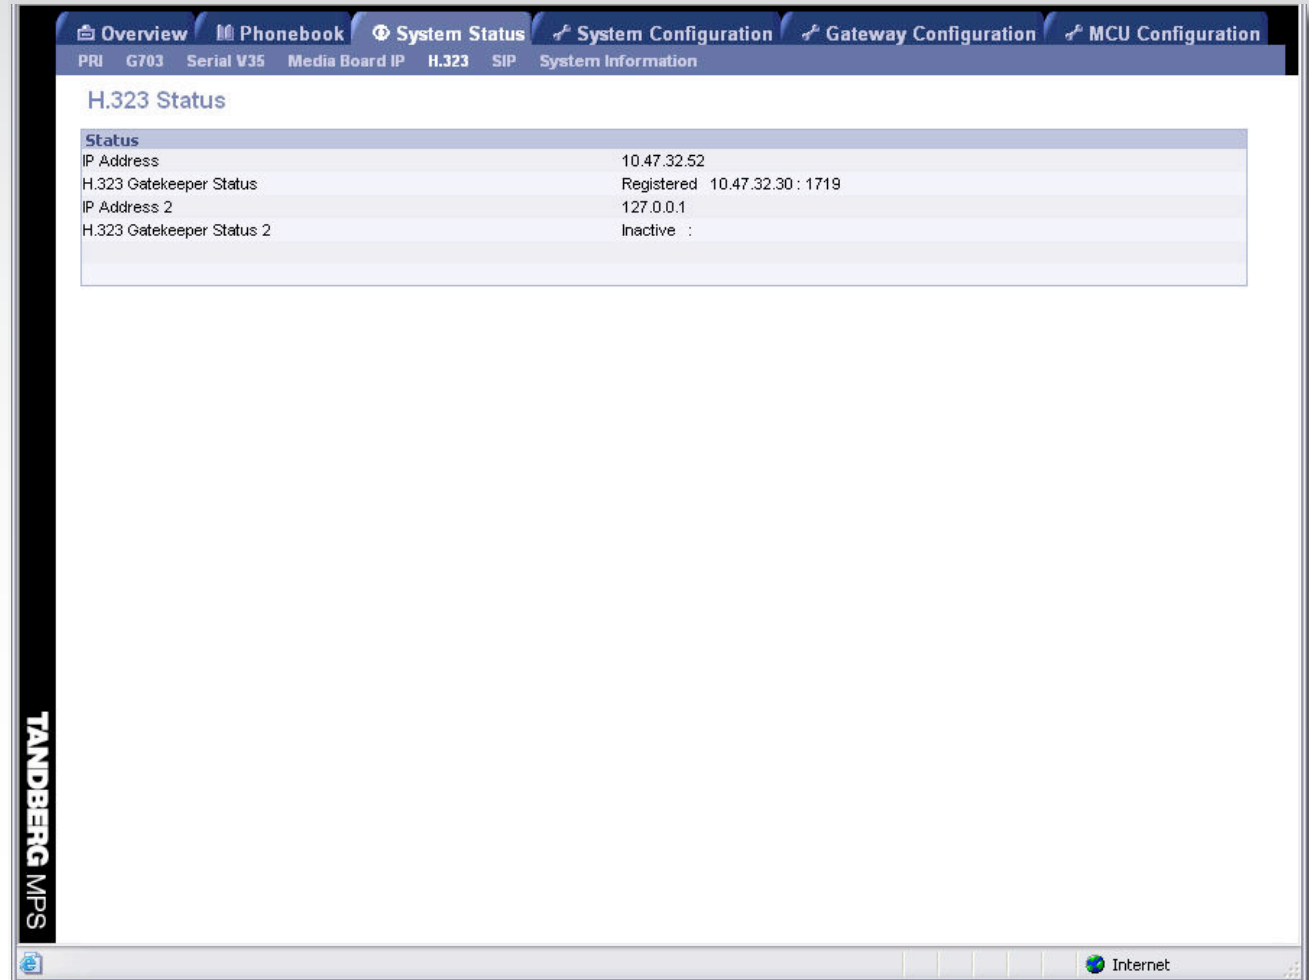 Overview Phonebook System Status System Configuration Gateway Configuration MCU Configuration
PRI G703 Serial V35 Media Board IP H.323 SIP System Information
H.323 Status
Status
IP Address 10.47.32.52
H.323 Gatekeeper Status Registered 10.47.32.30 : 1719
IP Address 2 127.0.0.1
H.323 Gatekeeper Status 2 Inactive :
TANDBERG MPS
Internet